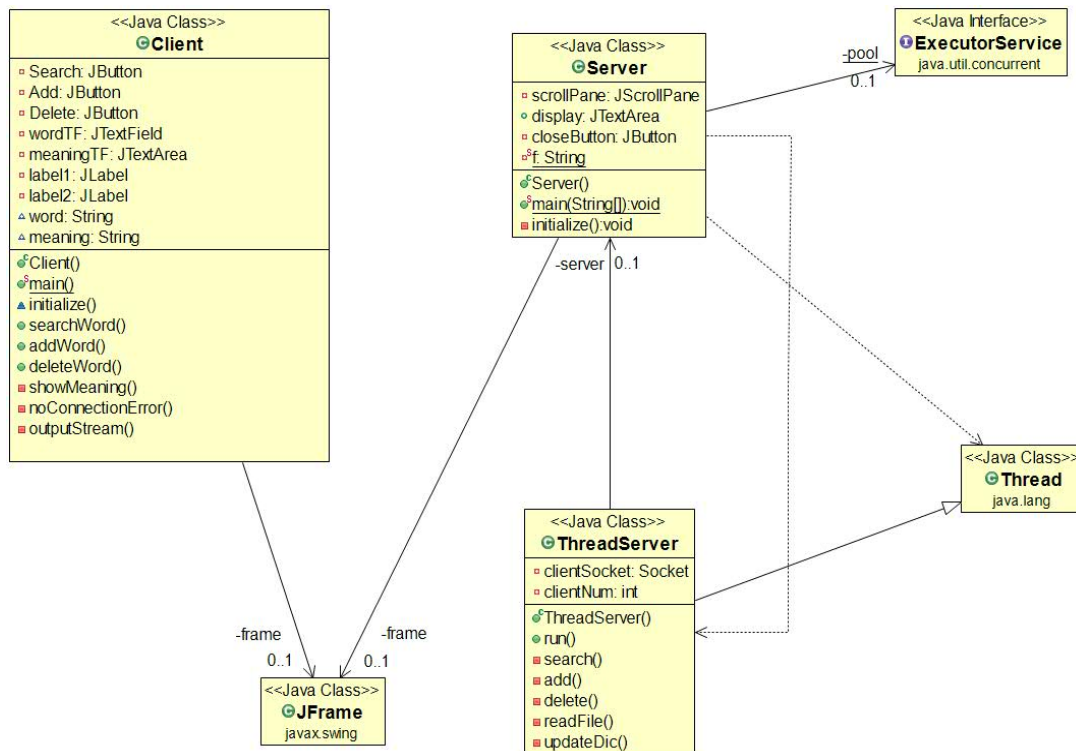 <<Java Class>>
Client
Search: JButton
Add: JButton
Delete: JButton
wordTF: JTextField
meaningTF: JTextArea
label1: JLabel
label2: JLabel
word: String
meaning: String
Client()
main()
initialize()
searchWord()
addWord()
deleteWord()
showMeaning()
noConnectionError()
outputStream()
<<Java Class>>
Server
scrollPane: JScrollPane
display: JTextArea
closeButton: JButton
f: String
Server()
main(String[]):void
initialize():void
-pool
0..1
<<Java Interface>>
ExecutorService
java.util.concurrent
-server
0..1
<<Java Class>>
Thread
java.lang
<<Java Class>>
ThreadServer
clientSocket: Socket
clientNum: int
ThreadServer()
run()
search()
add()
delete()
readFile()
updateDic()
-frame
0..1
-frame
0..1
<<Java Class>>
JFrame
javax.swing